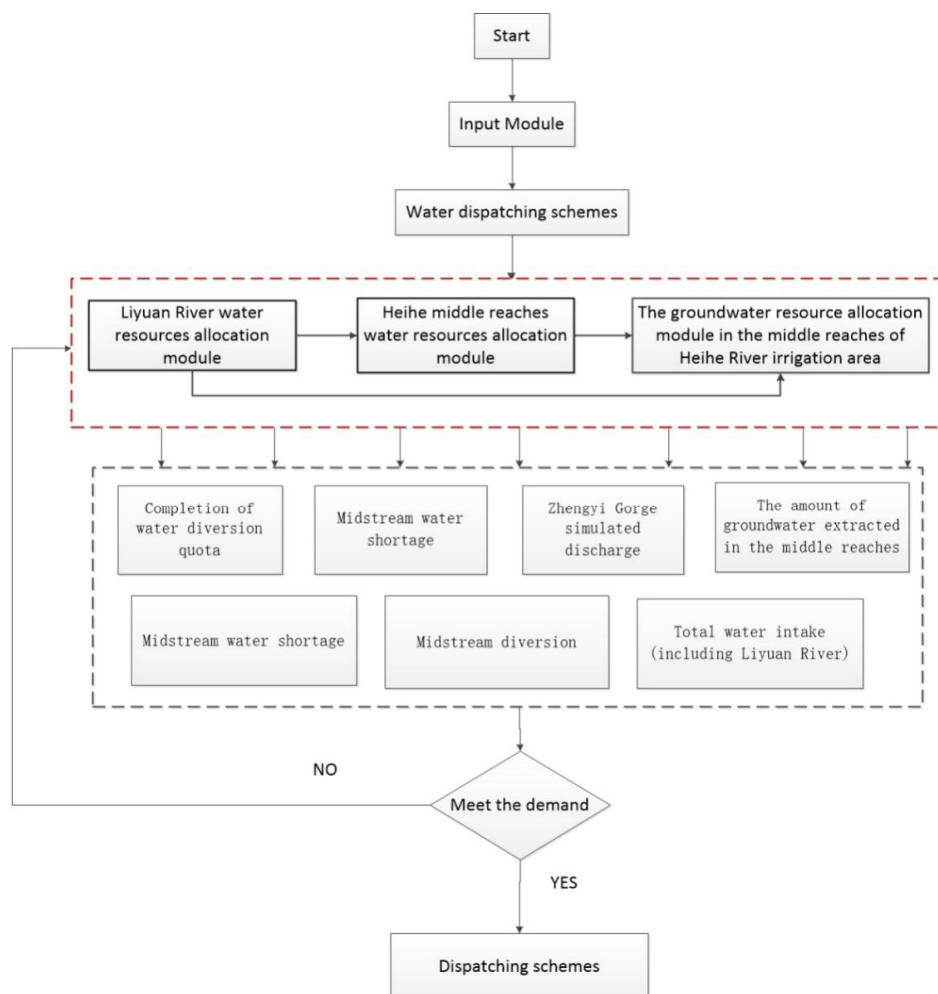 Start
Input Module
Water dispatching schemes
Liyuan River water
resources allocation
module
Heihe middle reaches
water resources allocation
module
The groundwater resource allocation
module in the middle reaches of
Heihe River irrigation area
Completion of
water diversion
quota
Midstream water
shortage
Zhengyi Gorge
simulated
discharge
The amount of
groundwater extracted
in the middle reaches
Midstream water shortage
Midstream diversion
Total water intake
(including Liyuan River)
NO
Meet the demand
YES
Dispatching schemes